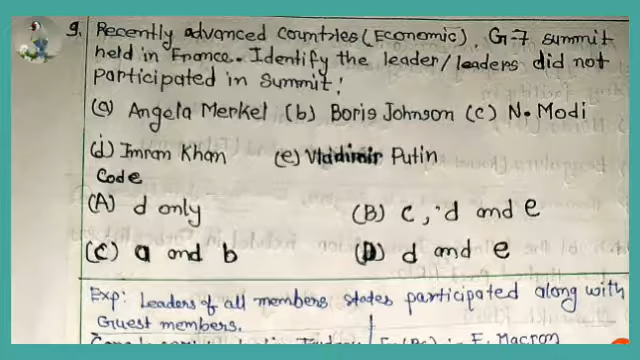 9. Recently advanced countries (Economic), G-7 summit
held in France. Identify the leader/leaders did not
participated in summit!
(a) Angela Merkel (b) Boris Johnson (c) N. Modi
(d) Imran Khan (e) Vladimir Putin
Code
(A) d only (B) c, d and e
(C) a and b (D) d and e
Exp: Leaders of all members states participated along with
Guest members.
E. Macron